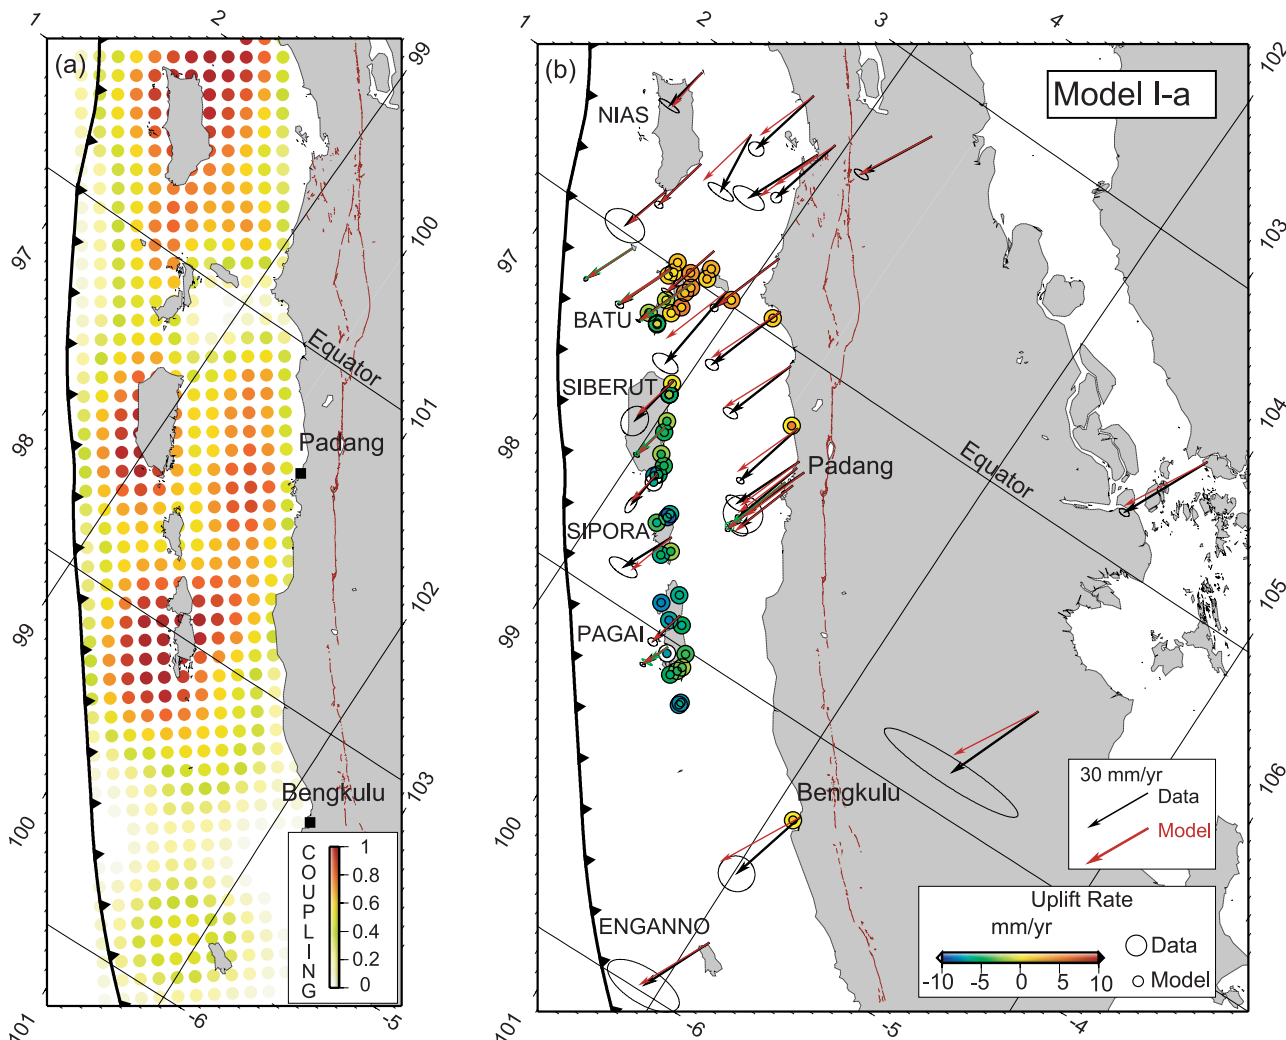 1
2
99
(a)
100
97
Equator
101
98
Padang
102
99
103
100
Bengkulu
COUPLING
1
0.8
0.6
0.4
0.2
0
101
-6
-5
1
2
3
4
102
(b)
Model I-a
NIAS
103
97
BATU
SIBERUT
104
98
Equator
Padang
SIPORA
105
99
PAGAI
106
100
30 mm/yr
Data
Model
Bengkulu
ENGANNO
Uplift Rate
mm/yr
-10 -5 0 5 10
Data
Model
101
-6
-5
-4